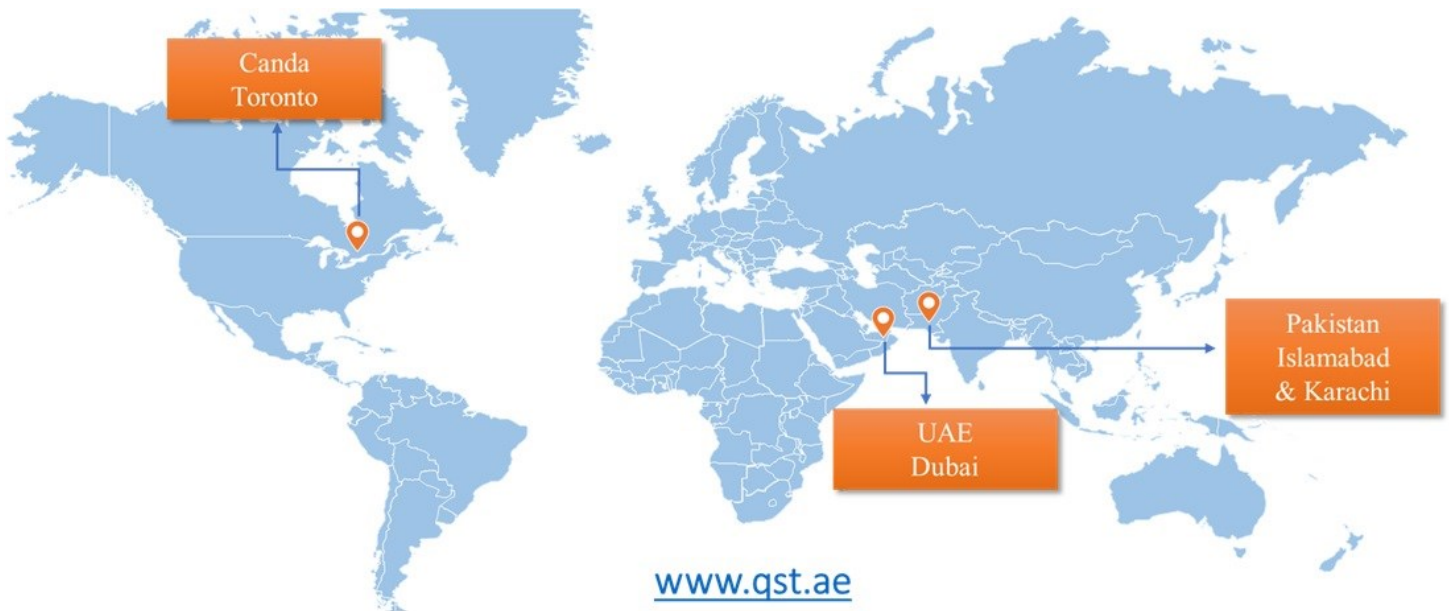 Canda
Toronto
Pakistan
Islamabad
& Karachi
UAE
Dubai
www.qst.ae